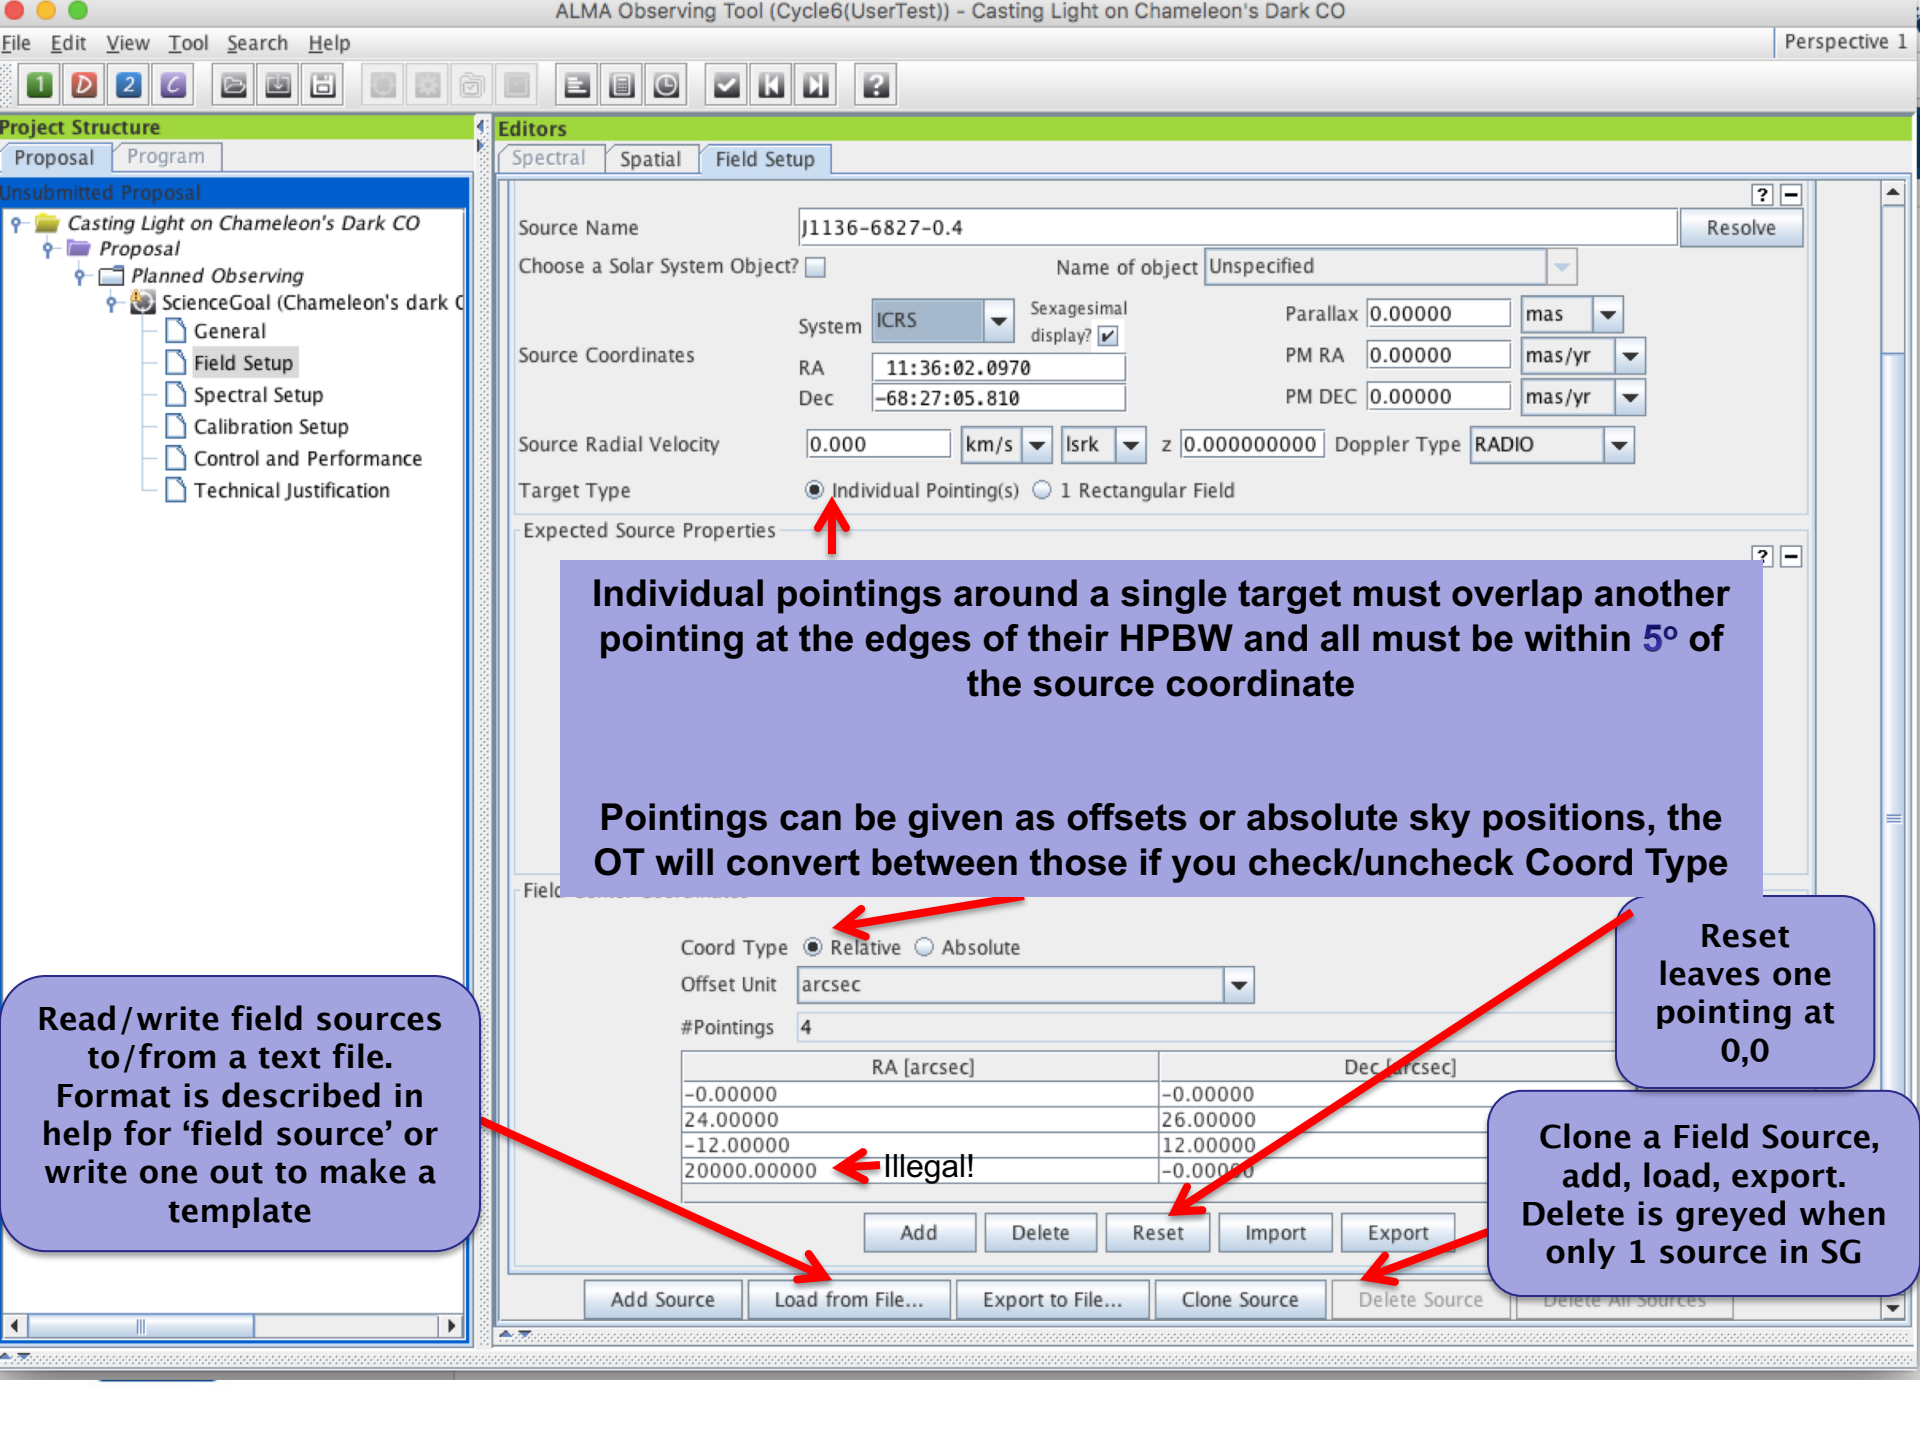 ALMA Observing Tool (Cycle6(UserTest)) - Casting Light on Chameleon's Dark CO
File Edit View Tool Search Help
Perspective 1
1 D 2 C
?
Project Structure
Proposal Program
Unsubmitted Proposal
Casting Light on Chameleon's Dark CO
Proposal
Planned Observing
ScienceGoal (Chameleon's dark C
General
Field Setup
Spectral Setup
Calibration Setup
Control and Performance
Technical Justification
Editors
Spectral Spatial Field Setup
? −
Source Name J1136-6827-0.4 Resolve
Choose a Solar System Object? Name of object Unspecified
Source Coordinates
System ICRS Sexagesimal display?
RA 11:36:02.0970
Dec -68:27:05.810
Parallax 0.00000 mas
PM RA 0.00000 mas/yr
PM DEC 0.00000 mas/yr
Source Radial Velocity 0.000 km/s lsrk z 0.000000000 Doppler Type RADIO
Target Type Individual Pointing(s) 1 Rectangular Field
Expected Source Properties
? −
Individual pointings around a single target must overlap another
pointing at the edges of their HPBW and all must be within 5º of
the source coordinate
Pointings can be given as offsets or absolute sky positions, the
OT will convert between those if you check/uncheck Coord Type
Coord Type Relative Absolute
Offset Unit arcsec
#Pointings 4
RA [arcsec] Dec [arcsec]
-0.00000 -0.00000
24.00000 26.00000
-12.00000 12.00000
20000.00000 -0.00000
Illegal!
Add Delete Reset Import Export
Add Source Load from File... Export to File... Clone Source Delete Source Delete All Sources
Read/write field sources
to/from a text file.
Format is described in
help for ‘field source’ or
write one out to make a
template
Reset
leaves one
pointing at
0,0
Clone a Field Source,
add, load, export.
Delete is greyed when
only 1 source in SG